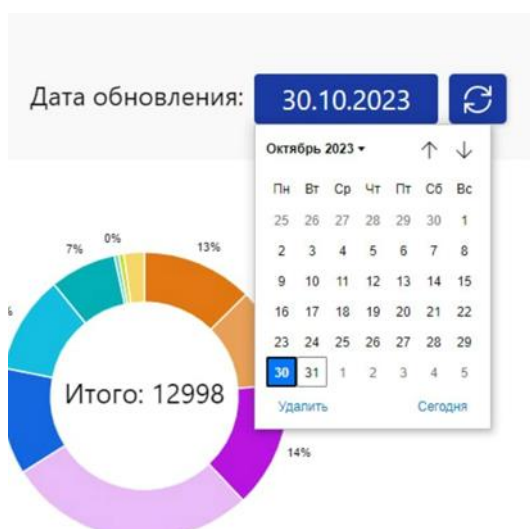 Дата обновления: 30.10.2023
Октябрь 2023
Пн Вт Ср Чт Пт Сб Вс
25 26 27 28 29 30 1
2 3 4 5 6 7 8
9 10 11 12 13 14 15
16 17 18 19 20 21 22
23 24 25 26 27 28 29
30 31 1 2 3 4 5
Удалить Сегодня
7% 0% 13%
%
Итого: 12998
14%